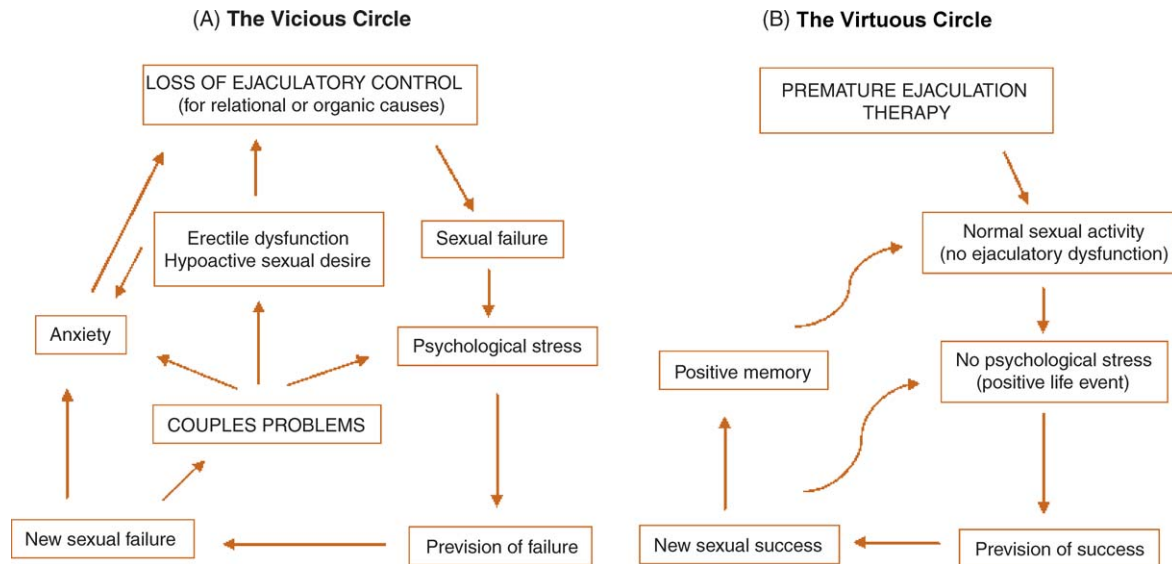 (A) The Vicious Circle
LOSS OF EJACULATORY CONTROL
(for relational or organic causes)
Erectile dysfunction
Hypoactive sexual desire
Sexual failure
Anxiety
Psychological stress
COUPLES PROBLEMS
New sexual failure
Prevision of failure
(B) The Virtuous Circle
PREMATURE EJACULATION
THERAPY
Normal sexual activity
(no ejaculatory dysfunction)
Positive memory
No psychological stress
(positive life event)
New sexual success
Prevision of success